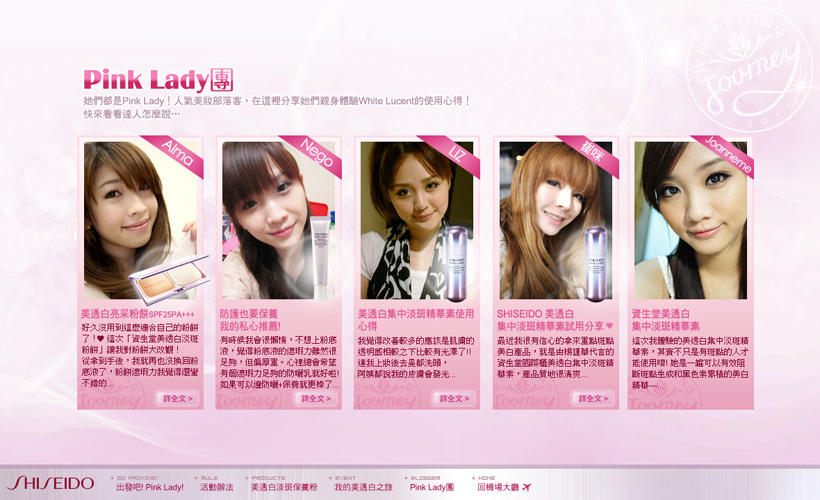 WHITENING
Journey
2011
Pink Lady團
她們都是Pink Lady！人氣美妝部落客，在這裡分享她們親身體驗White Lucent的使用心得！
快來看看達人怎麼說…
Alma
美透白亮采粉餅SPF25PA+++
好久沒用到這麼適合自己的粉餅
了！♥ 這次「資生堂美透白淡斑
粉餅」讓我對粉餅大改觀！
從拿到手後，我就再也沒換回粉
底液了，粉餅遮瑕力我覺得還蠻
不錯的...
詳全文 >
Nego
防護也要保養
我的私心推薦!
有時候我會很懶惰，不想上粉底
液，覺得粉底液的遮瑕力雖然很
足夠，但偏厚重。心裡總會希望
有個遮瑕力足夠的防曬乳就好啦!
如果可以邊防曬+保養就更棒了...
詳全文 >
LIZ
美透白集中淡斑精華素使用
心得
我覺得改善較多的應該是肌膚的
透明感相較之下比較有光澤了!!
連我上妝後去吳郁洗頭，
阿姨都說我的皮膚會發光...
詳全文 >
崔咪
SHISEIDO 美透白
集中淡斑精華素試用分享 ♥
最近我很有信心的拿來重點斑點
美白產品，就是由楊謹華代言的
資生堂國際櫃美透白集中淡斑精
華素，產品質地很清爽...
詳全文 >
Joanneme
資生堂美透白
集中淡斑精華素
這次我體驗的美透白集中淡斑精
華素，其實不只是有斑點的人才
能使用唷! 她是一罐可以有效阻
斷斑點生成和黑色素累積的美白
精華~~...
詳全文 >
SHISEIDO
+ GO PACKING!
出發吧! Pink Lady!
+ RULE
活動辦法
+ PRODUCTS
美透白淡斑保養粉
+ EVENT
我的美透白之旅
+ BLOGGER
Pink Lady團
+ HOME
回機場大廳